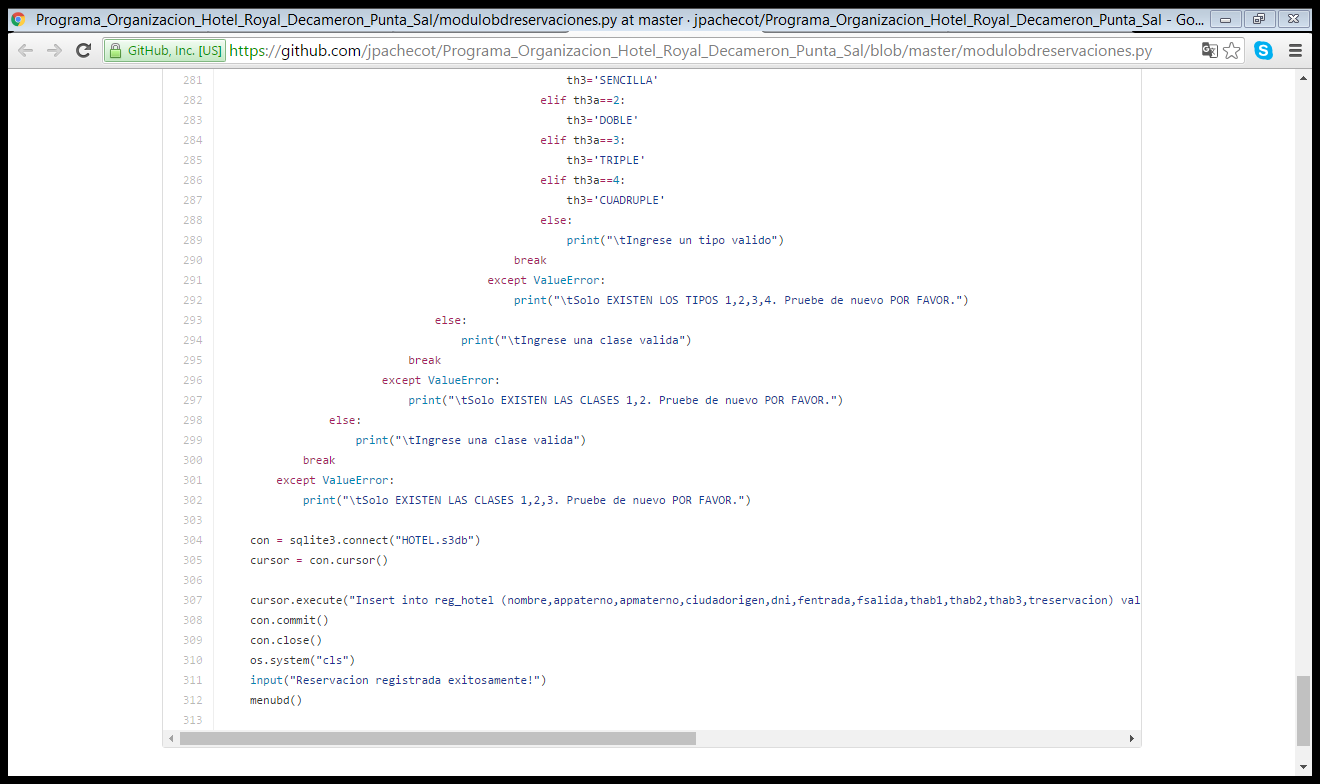 Programa_Organizacion_Hotel_Royal_Decameron_Punta_Sal/modulobdreservaciones.py at master · jpachecot/Programa_Organizacion_Hotel_Royal_Decameron_Punta_Sal - Go...
GitHub, Inc. [US] https://github.com/jpachecot/Programa_Organizacion_Hotel_Royal_Decameron_Punta_Sal/blob/master/modulobdreservaciones.py
281 th3='SENCILLA'
282 elif th3a==2:
283 th3='DOBLE'
284 elif th3a==3:
285 th3='TRIPLE'
286 elif th3a==4:
287 th3='CUADRUPLE'
288 else:
289 print("\tIngrese un tipo valido")
290 break
291 except ValueError:
292 print("\tSolo EXISTEN LOS TIPOS 1,2,3,4. Pruebe de nuevo POR FAVOR.")
293 else:
294 print("\tIngrese una clase valida")
295 break
296 except ValueError:
297 print("\tSolo EXISTEN LAS CLASES 1,2. Pruebe de nuevo POR FAVOR.")
298 else:
299 print("\tIngrese una clase valida")
300 break
301 except ValueError:
302 print("\tSolo EXISTEN LAS CLASES 1,2,3. Pruebe de nuevo POR FAVOR.")
303
304 con = sqlite3.connect("HOTEL.s3db")
305 cursor = con.cursor()
306
307 cursor.execute("Insert into reg_hotel (nombre,appaterno,apmaterno,ciudadorigen,dni,fentrada,fsalida,thab1,thab2,thab3,treservacion) val
308 con.commit()
309 con.close()
310 os.system("cls")
311 input("Reservacion registrada exitosamente!")
312 menubd()
313